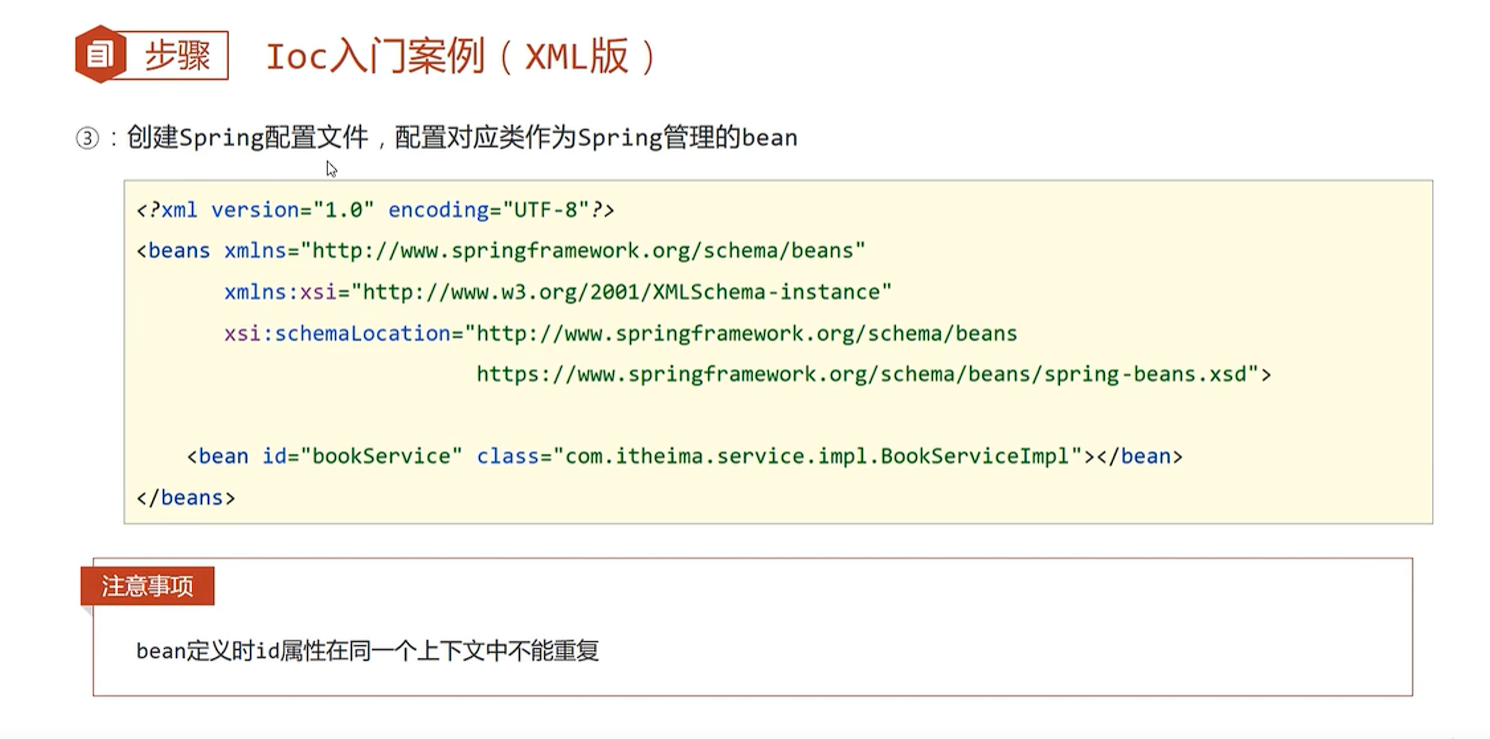 步骤 Ioc入门案例（XML版）
③：创建Spring配置文件，配置对应类作为Spring管理的bean
<?xml version="1.0" encoding="UTF-8"?>
<beans xmlns="http://www.springframework.org/schema/beans"
       xmlns:xsi="http://www.w3.org/2001/XMLSchema-instance"
       xsi:schemaLocation="http://www.springframework.org/schema/beans
                           https://www.springframework.org/schema/beans/spring-beans.xsd">
    <bean id="bookService" class="com.itheima.service.impl.BookServiceImpl"></bean>
</beans>
注意事项
bean定义时id属性在同一个上下文中不能重复